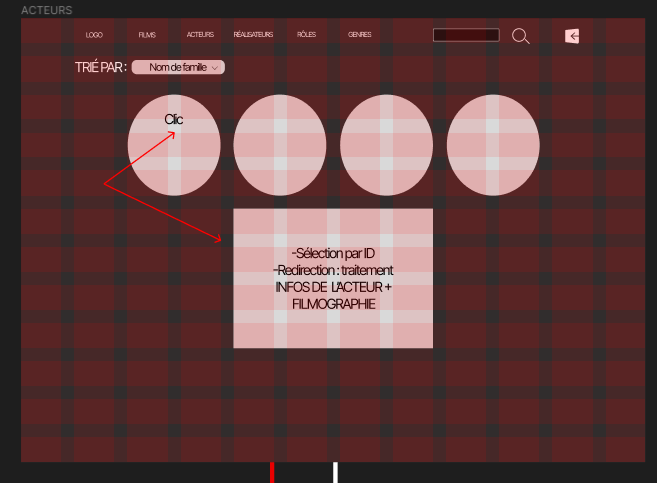 ACTEURS
LOGO FILMS ACTEURS RÉALISATEURS RÔLES GENRES
TRIÉ PAR : Nom de famille
Clic
-Sélection par ID
-Redirection : traitement
INFOS DE L'ACTEUR +
FILMOGRAPHIE